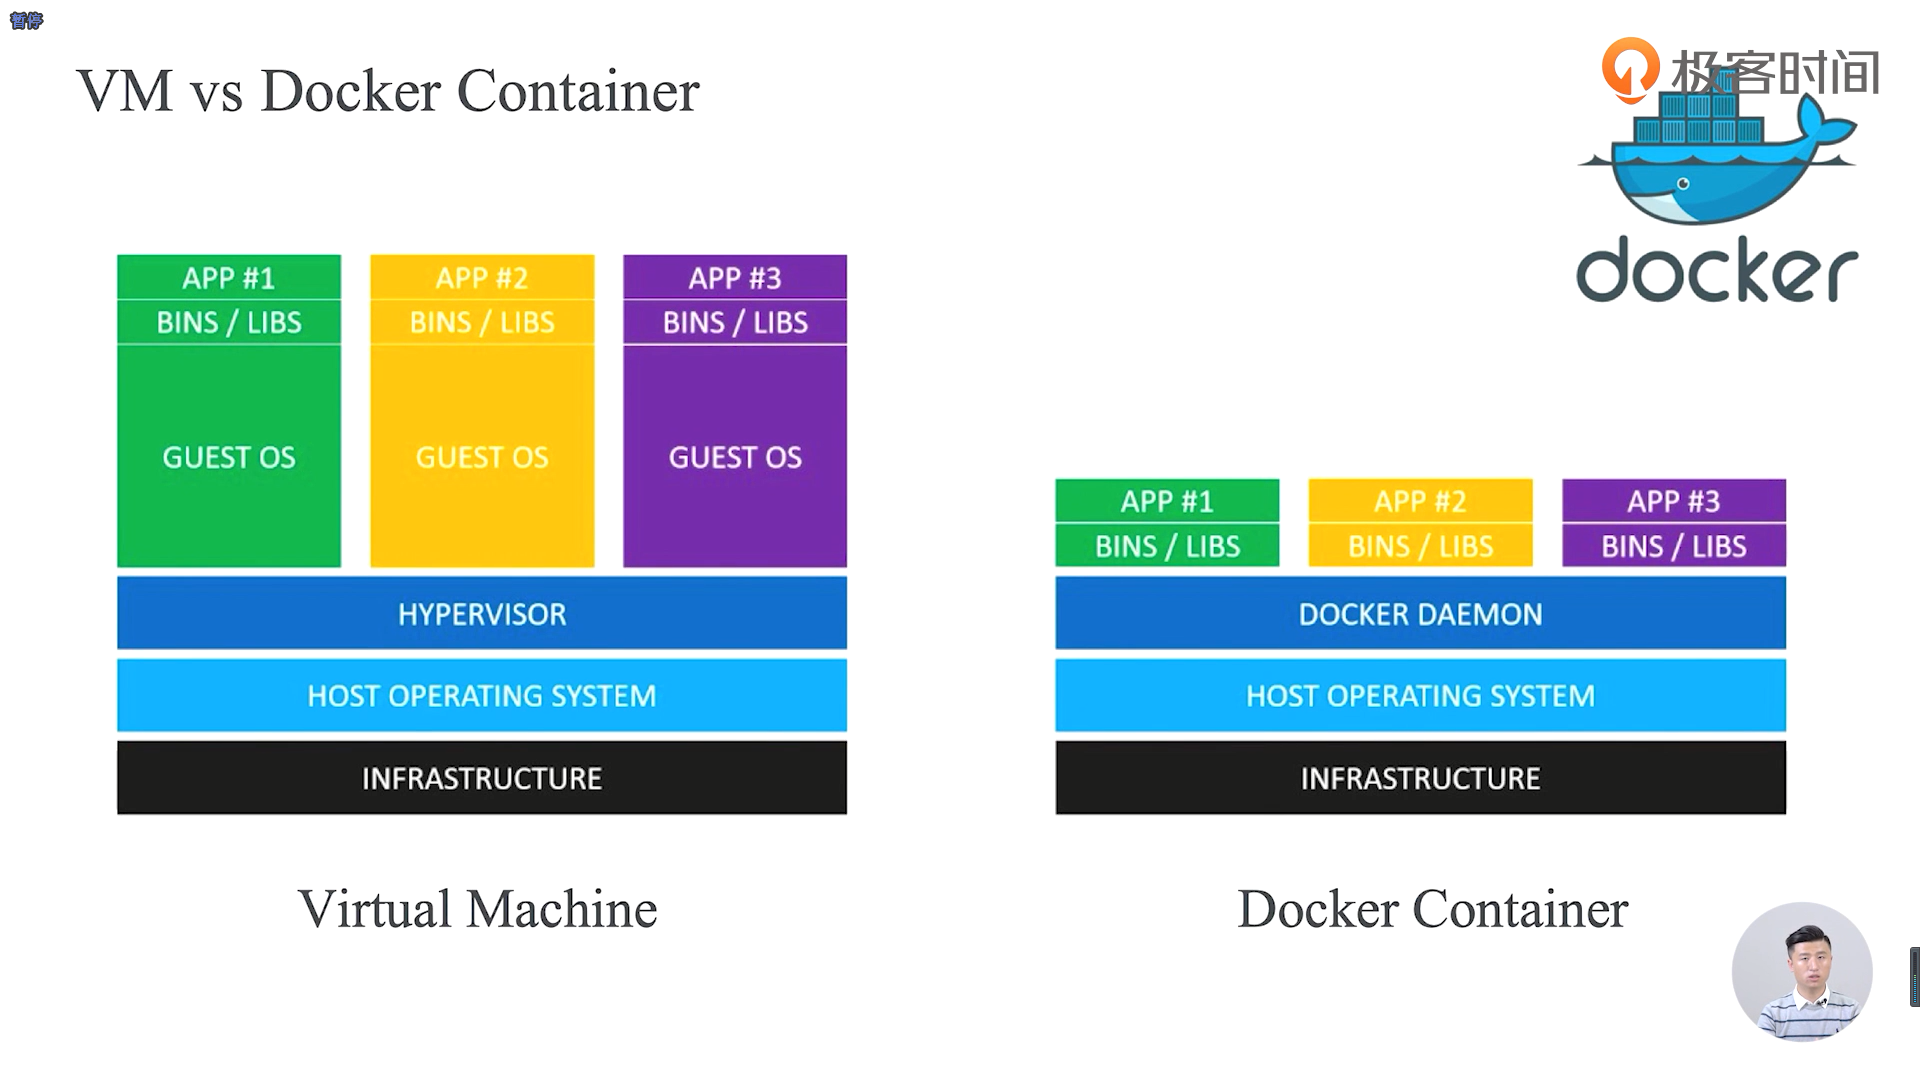 暂停
极客时间
VM vs Docker Container
docker
APP #1
BINS / LIBS
GUEST OS
APP #2
BINS / LIBS
GUEST OS
APP #3
BINS / LIBS
GUEST OS
HYPERVISOR
HOST OPERATING SYSTEM
INFRASTRUCTURE
Virtual Machine
APP #1
BINS / LIBS
APP #2
BINS / LIBS
APP #3
BINS / LIBS
DOCKER DAEMON
HOST OPERATING SYSTEM
INFRASTRUCTURE
Docker Container